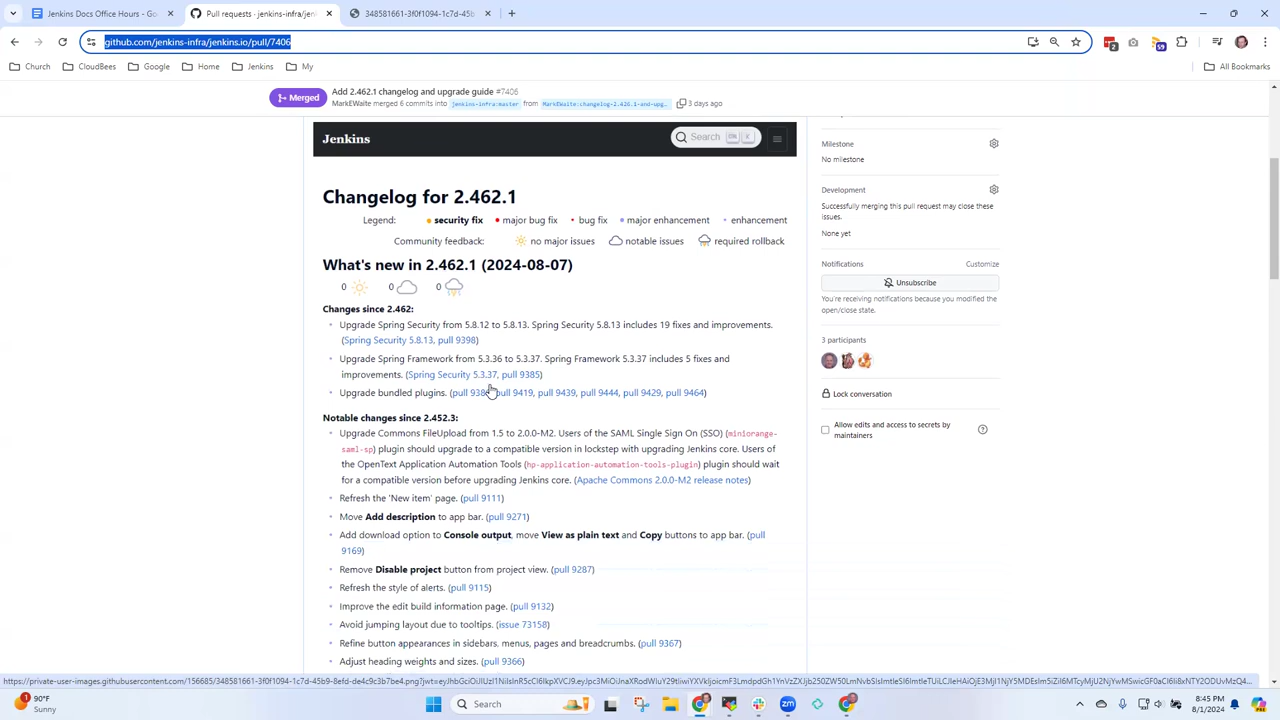 Jenkins Docs Office Hours - Go
Pull requests · jenkins-infra/jen
348581661-3f0f1094-1c7d-45b
github.com/jenkins-infra/jenkins.io/pull/7406
Church
CloudBees
Google
Home
Jenkins
My
All Bookmarks
Merged
Add 2.462.1 changelog and upgrade guide #7406
MarkEWaite merged 6 commits into jenkins-infra:master from MarkEWaite:changelog-2.426.1-and-upg… 3 days ago
Jenkins
Search
Changelog for 2.462.1
Legend: security fix major bug fix bug fix major enhancement enhancement
Community feedback: no major issues notable issues required rollback
What's new in 2.462.1 (2024-08-07)
0 0 0
Changes since 2.462:
Upgrade Spring Security from 5.8.12 to 5.8.13. Spring Security 5.8.13 includes 19 fixes and improvements.
(Spring Security 5.8.13, pull 9398)
Upgrade Spring Framework from 5.3.36 to 5.3.37. Spring Framework 5.3.37 includes 5 fixes and
improvements. (Spring Security 5.3.37, pull 9385)
Upgrade bundled plugins. (pull 938 pull 9419, pull 9439, pull 9444, pull 9429, pull 9464)
Notable changes since 2.452.3:
Upgrade Commons FileUpload from 1.5 to 2.0.0-M2. Users of the SAML Single Sign On (SSO) (miniorange-
saml-sp) plugin should upgrade to a compatible version in lockstep with upgrading Jenkins core. Users of
the OpenText Application Automation Tools (hp-application-automation-tools-plugin) plugin should wait
for a compatible version before upgrading Jenkins core. (Apache Commons 2.0.0-M2 release notes)
Refresh the 'New item' page. (pull 9111)
Move Add description to app bar. (pull 9271)
Add download option to Console output, move View as plain text and Copy buttons to app bar. (pull
9169)
Remove Disable project button from project view. (pull 9287)
Refresh the style of alerts. (pull 9115)
Improve the edit build information page. (pull 9132)
Avoid jumping layout due to tooltips. (issue 73158)
Refine button appearances in sidebars, menus, pages and breadcrumbs. (pull 9367)
Adjust heading weights and sizes. (pull 9366)
Milestone
No milestone
Development
Successfully merging this pull request may close these
issues.
None yet
Notifications
Customize
Unsubscribe
You're receiving notifications because you modified the
open/close state.
3 participants
Lock conversation
Allow edits and access to secrets by
maintainers
90°F
Sunny
Search
8:45 PM
8/1/2024